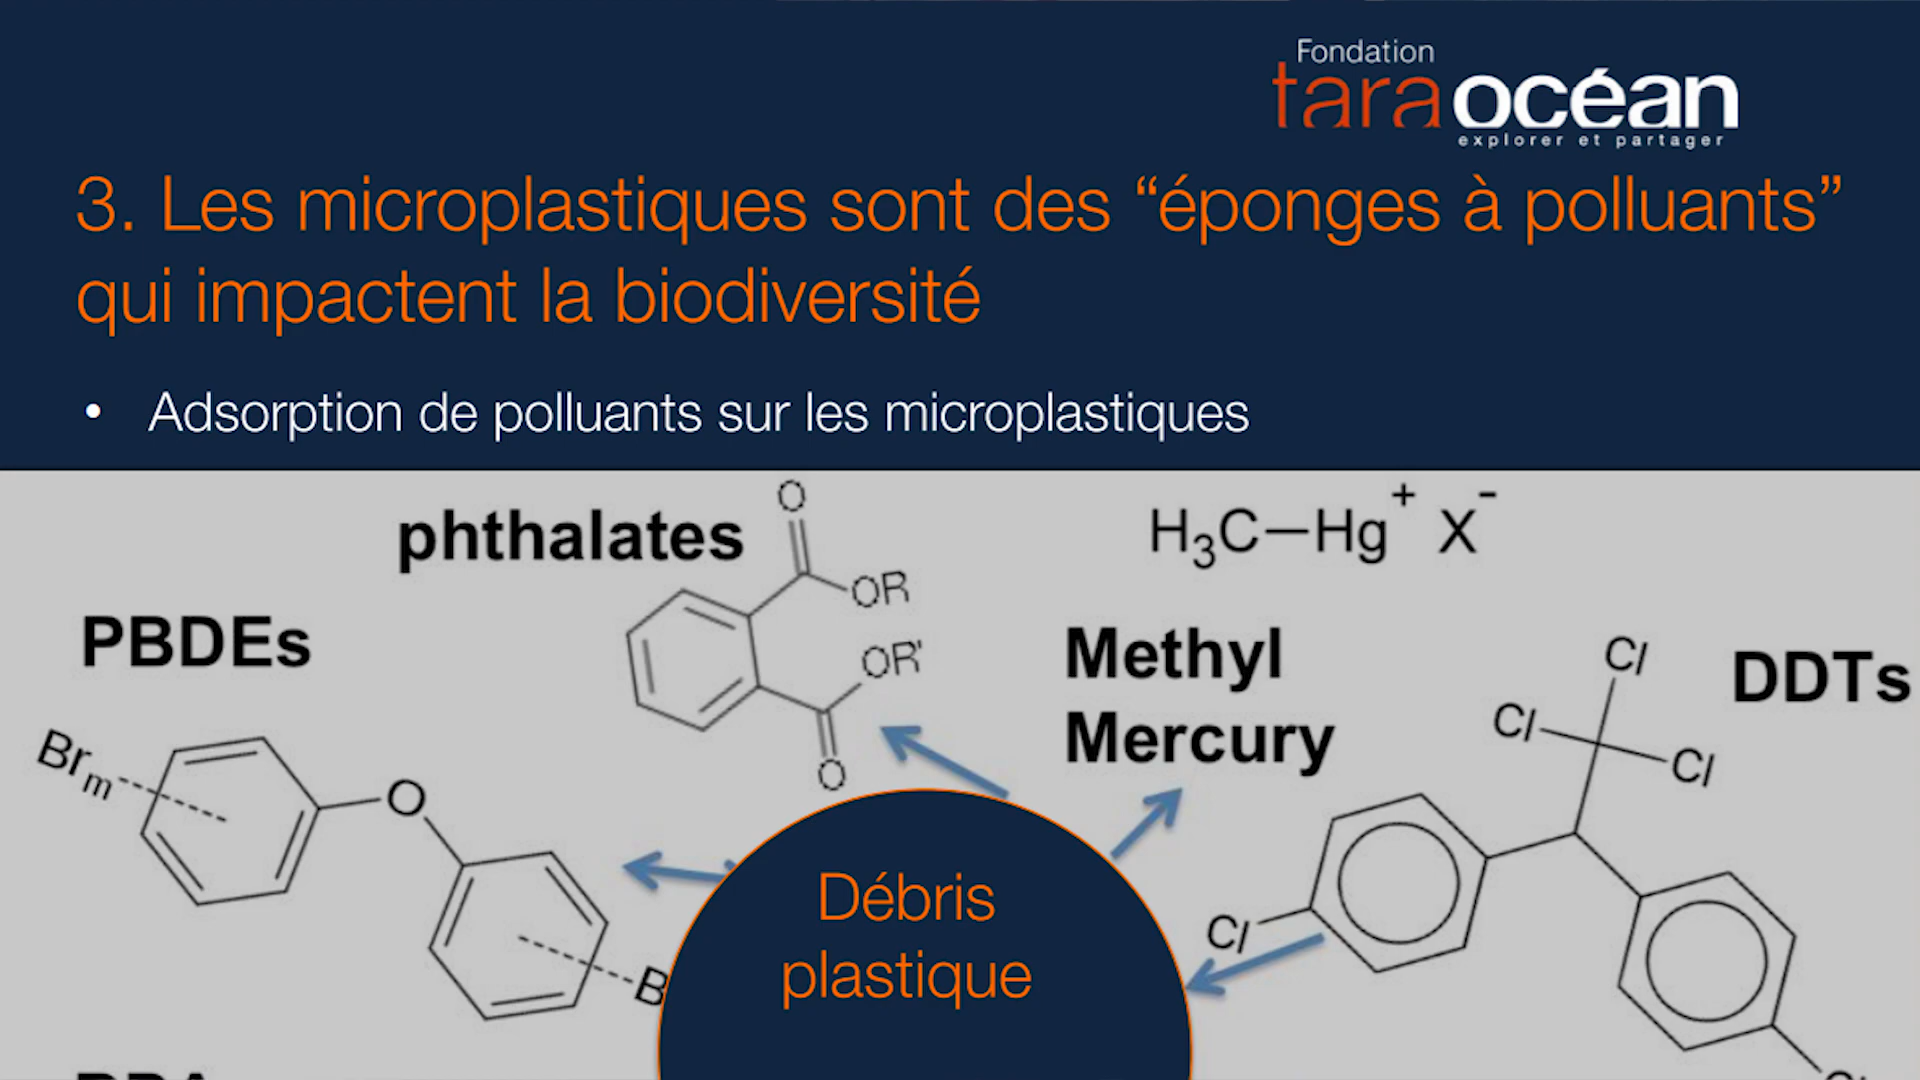 Fondation
tara océan
explorer et partager
3. Les microplastiques sont des “éponges à polluants”
qui impactent la biodiversité
• Adsorption de polluants sur les microplastiques
phthalates
O
OR
OR'
O
H₃C–Hg⁺ X⁻
PBDEs
Methyl
Mercury
DDTs
Cl
Cl
Cl
Brₘ
O
Débris
plastique
Cl
B